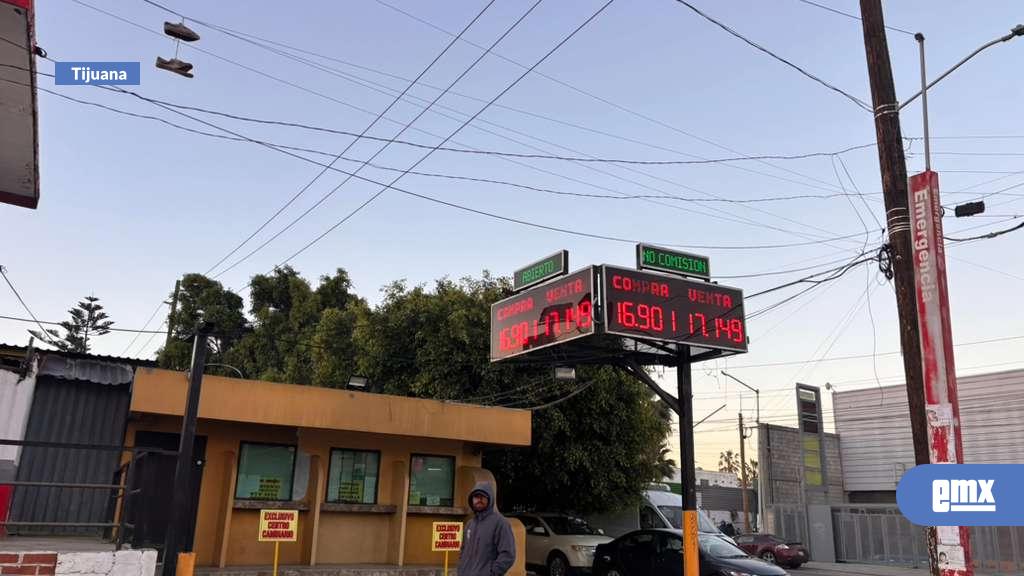 Tijuana
ABIERTO
NO COMISION
COMPRA VENTA
16.90 | 17.149
COMPRA VENTA
16.90 | 17.149
Emergencia
EXCLUSIVO
CENTRO
CAMBIARIO
EXCLUSIVO
CENTRO
CAMBIARIO
emx